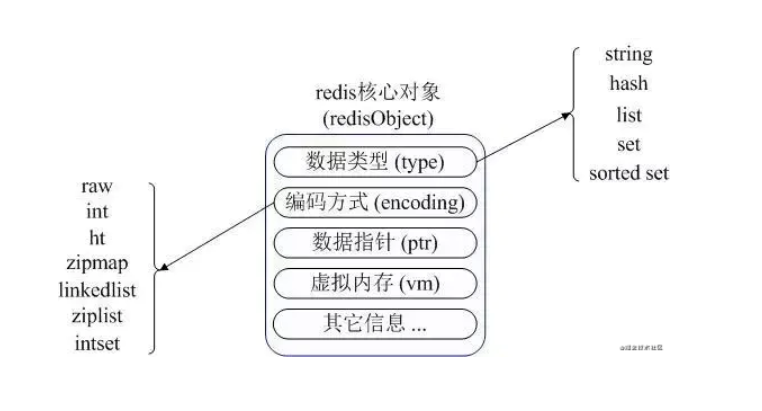 redis核心对象
(redisObject)
数据类型 (type)
编码方式 (encoding)
数据指针 (ptr)
虚拟内存 (vm)
其它信息 ...
string
hash
list
set
sorted set
raw
int
ht
zipmap
linkedlist
ziplist
intset